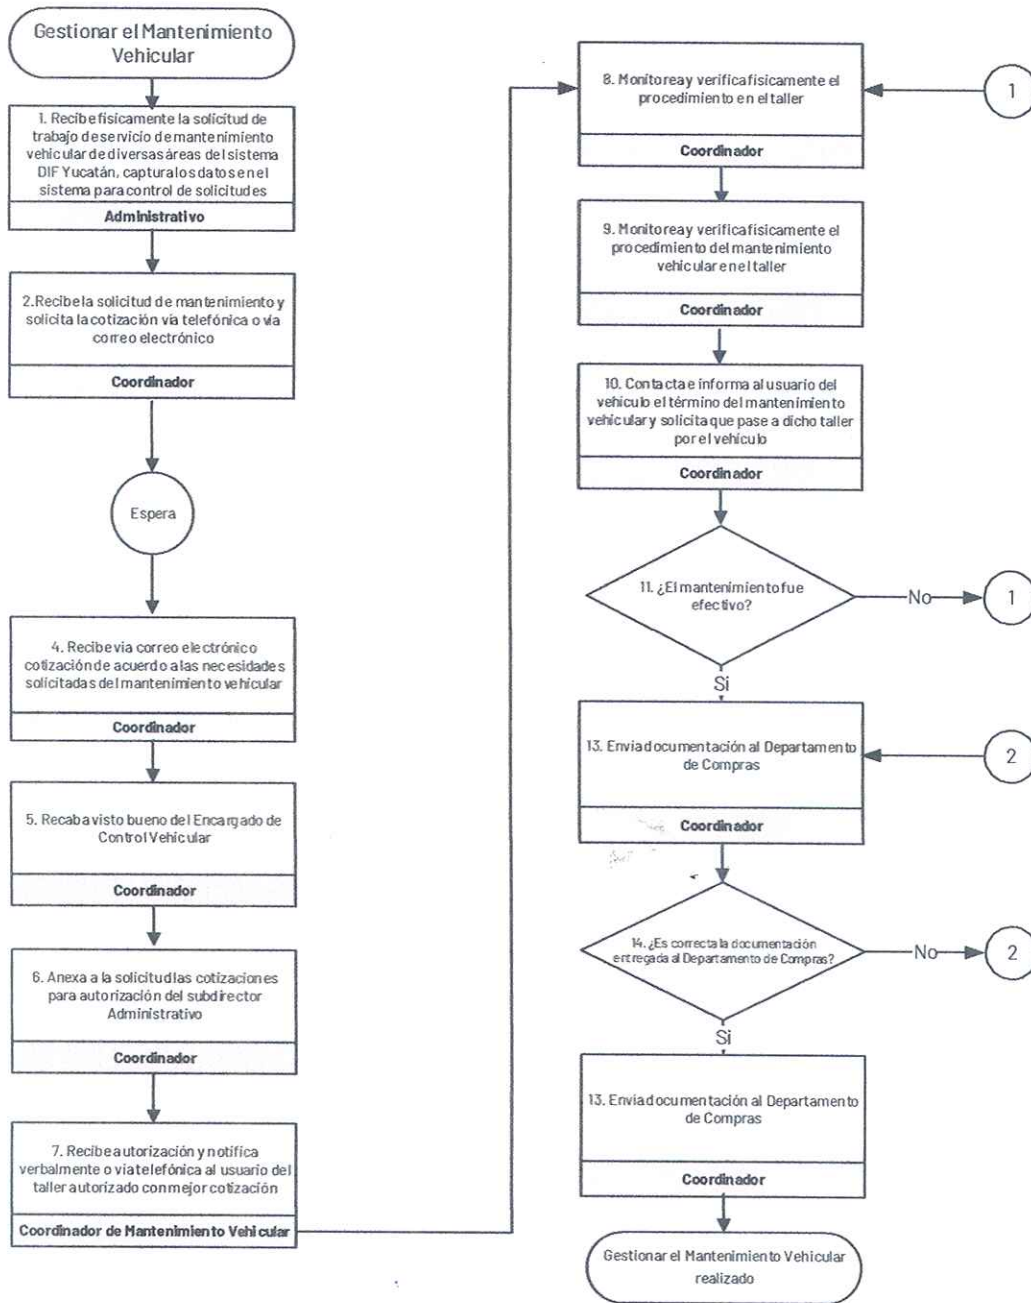 Gestionar el Mantenimiento
Vehicular
1. Recibe físicamente la solicitud de
trabajo de servicio de mantenimiento
vehicular de diversas áreas del sistema
DIF Yucatán, captura los datos en el
sistema para control de solicitudes
Administrativo
2.Recibe la solicitud de mantenimiento y
solicita la cotización vía telefónica o vía
correo electrónico
Coordinador
Espera
4. Recibe vía correo electrónico
cotización de acuerdo a las necesidades
solicitadas del mantenimiento vehicular
Coordinador
5. Recaba visto bueno del Encargado de
Control Vehicular
Coordinador
6. Anexa a la solicitud las cotizaciones
para autorización del subdirector
Administrativo
Coordinador
7. Recibe autorización y notifica
verbalmente o vía telefónica al usuario del
taller autorizado con mejor cotización
Coordinador de Mantenimiento Vehicular
8. Monitorea y verifica físicamente el
procedimiento en el taller
Coordinador
1
9. Monitorea y verifica físicamente el
procedimiento del mantenimiento
vehicular en el taller
Coordinador
10. Contacta e informa al usuario del
vehículo el término del mantenimiento
vehicular y solicita que pase a dicho taller
por el vehículo
Coordinador
11. ¿El mantenimiento fue
efectivo?
No
1
Si
13. Envia documentación al Departamento
de Compras
Coordinador
2
14. ¿Es correcta la documentación
entregada al Departamento de Compras?
No
2
Si
13. Envia documentación al Departamento
de Compras
Coordinador
Gestionar el Mantenimiento Vehicular
realizado